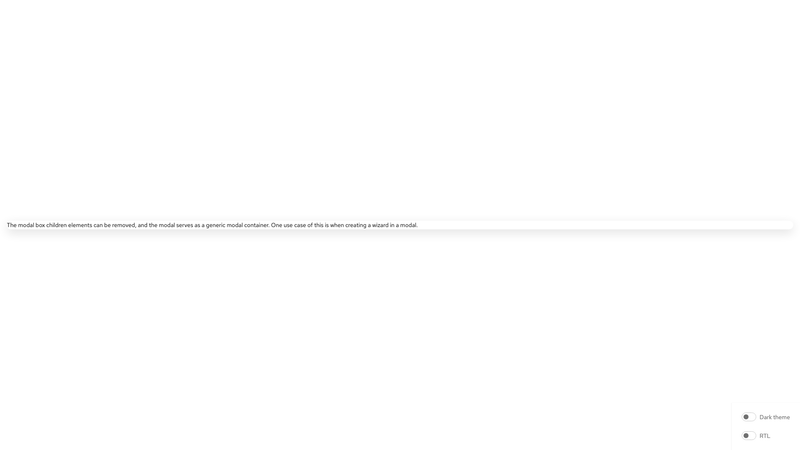 The modal box children elements can be removed, and the modal serves as a generic modal container. One use case of this is when creating a wizard in a modal.
Dark theme
RTL